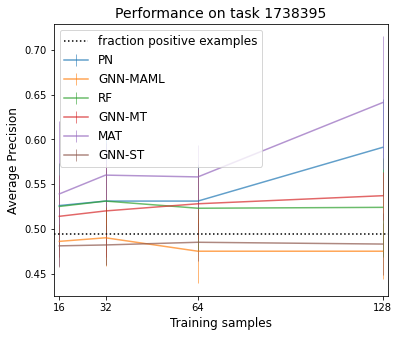 Performance on task 1738395
fraction positive examples
PN
GNN-MAML
RF
GNN-MT
MAT
GNN-ST
0.70
0.65
0.60
0.55
0.50
0.45
Average Precision
16
32
64
128
Training samples